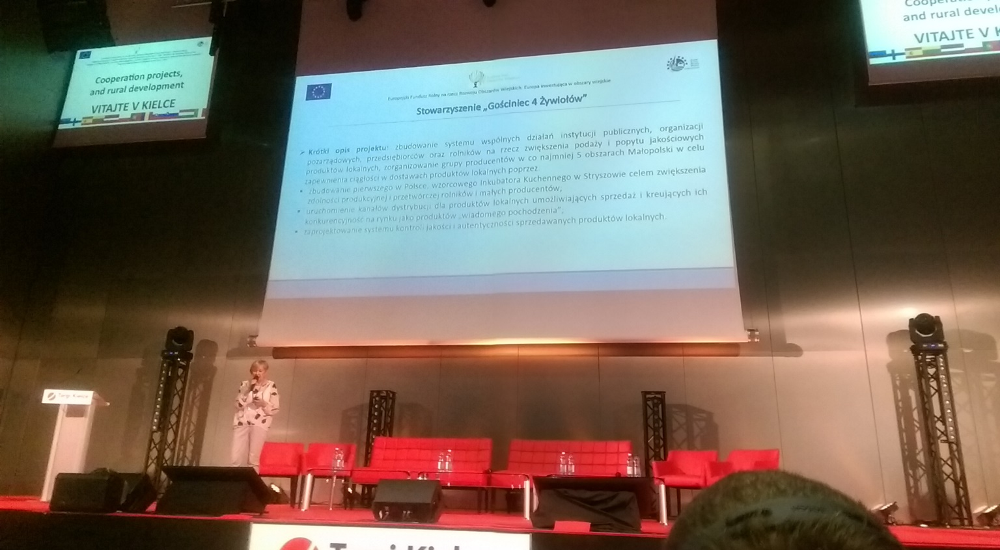 Cooperation projects,
and rural development
VITAJTE V KIELCE
Europejski Fundusz Rolny na rzecz Rozwoju Obszarów Wiejskich: Europa inwestująca w obszary wiejskie
Stowarzyszenie „Gościniec 4 Żywiołów”
➢ Krótki opis projektu: zbudowanie systemu wspólnych działań instytucji publicznych, organizacji
pozarządowych, przedsiębiorców oraz rolników na rzecz zwiększenia podaży i popytu jakościowych
produktów lokalnych, zorganizowanie grupy producentów w co najmniej 5 obszarach Małopolski w celu
zapewnienia ciągłości w dostawach produktów lokalnych poprzez
• zbudowanie pierwszego w Polsce, wzorcowego Inkubatora Kuchennego w Stryszowie celem zwiększenia
zdolności produkcyjnej i przetwórczej rolników i małych producentów;
• uruchomienie kanałów dystrybucji dla produktów lokalnych umożliwiających sprzedaż i kreujących ich
konkurencyjność na rynku jako produktów „wiadomego pochodzenia”;
• zaprojektowanie systemu kontroli jakości i autentyczności sprzedawanych produktów lokalnych.
and rural devel
VITAJTE V K
Targi Kielce
Targi Kielce